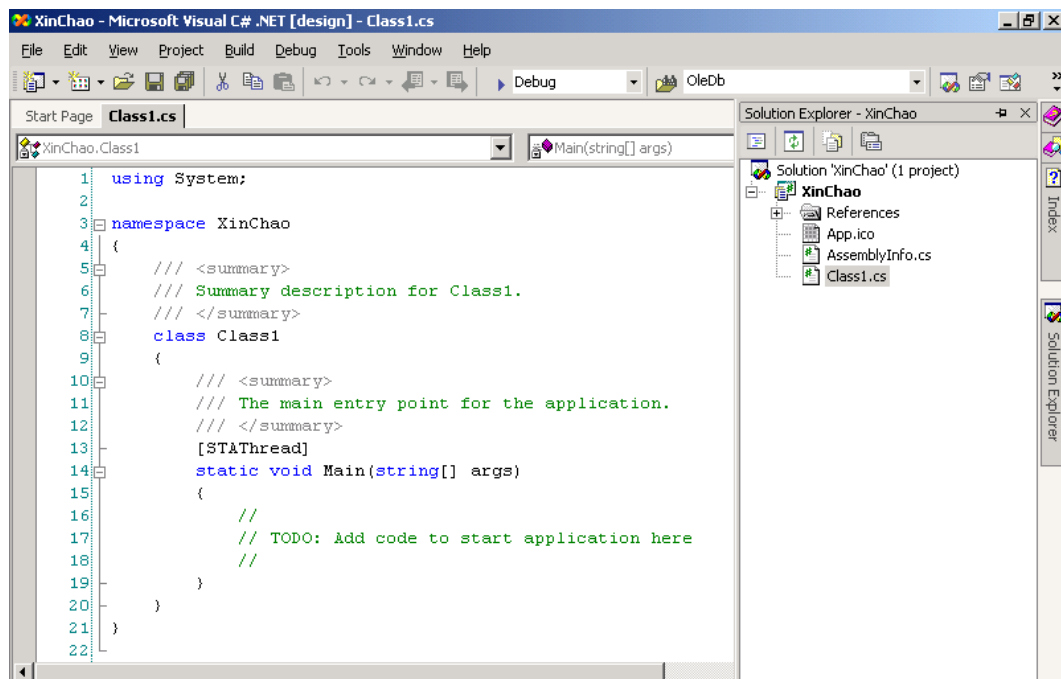 XinChao - Microsoft Visual C# .NET [design] - Class1.cs
File Edit View Project Build Debug Tools Window Help
Debug OleDb
Start Page Class1.cs
XinChao.Class1 Main(string[] args)
1 using System;
2
3 namespace XinChao
4 {
5 /// <summary>
6 /// Summary description for Class1.
7 /// </summary>
8 class Class1
9 {
10 /// <summary>
11 /// The main entry point for the application.
12 /// </summary>
13 [STAThread]
14 static void Main(string[] args)
15 {
16 //
17 // TODO: Add code to start application here
18 //
19 }
20 }
21 }
22
Solution Explorer - XinChao
Solution 'XinChao' (1 project)
XinChao
References
App.ico
AssemblyInfo.cs
Class1.cs
Index
Solution Explorer